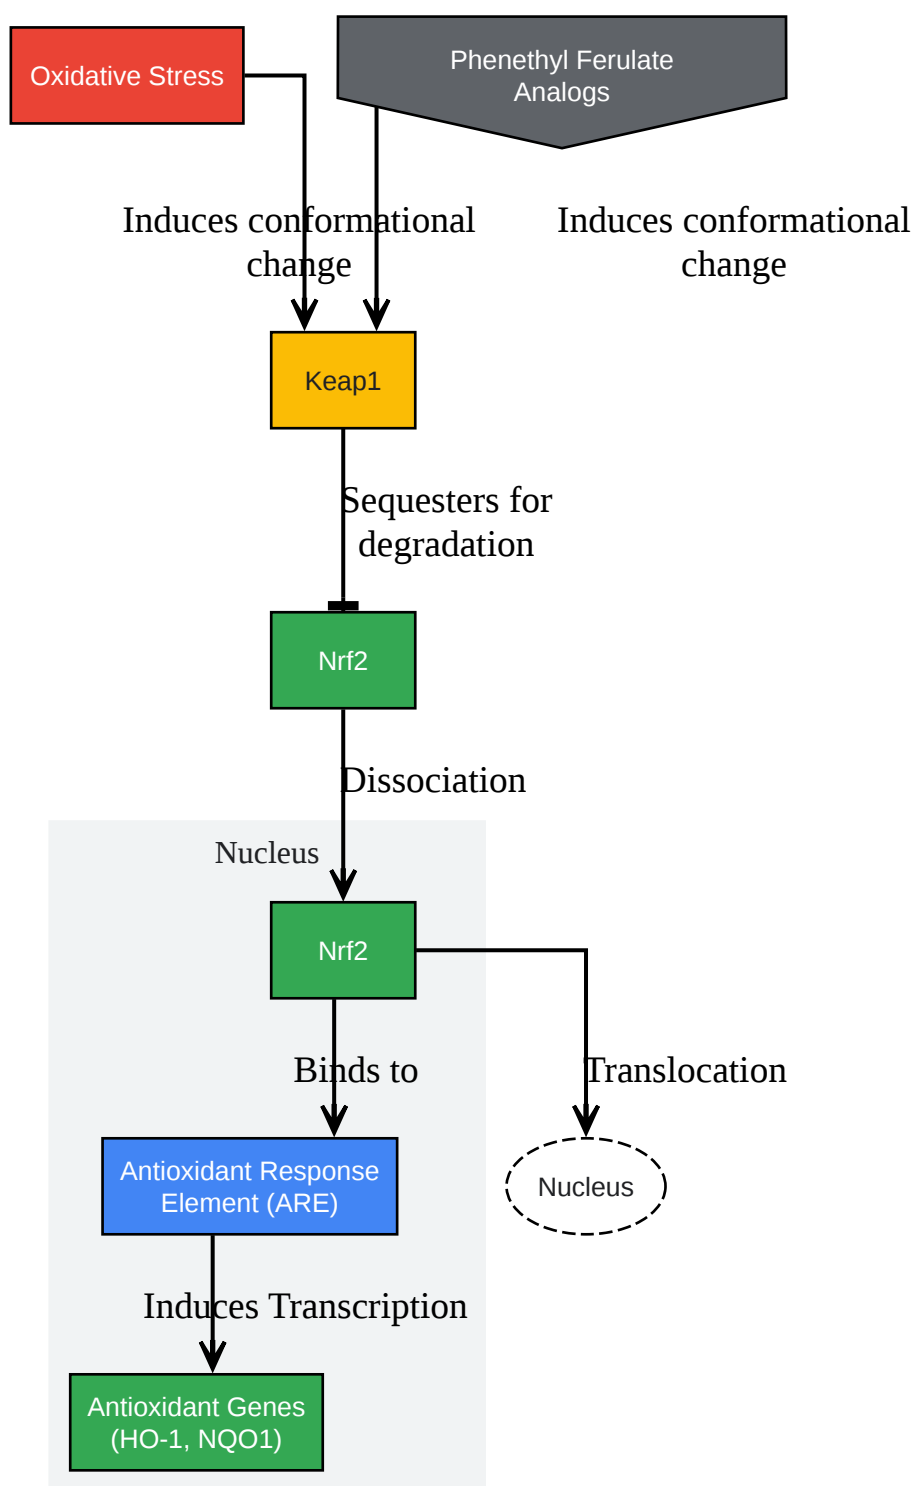 Oxidative Stress
Phenethyl Ferulate
Analogs
Induces conformational
change
Induces conformational
change
Keap1
Sequesters for
degradation
Nrf2
Dissociation
Nucleus
Nrf2
Binds to
Translocation
Antioxidant Response
Element (ARE)
Nucleus
Induces Transcription
Antioxidant Genes
(HO-1, NQO1)